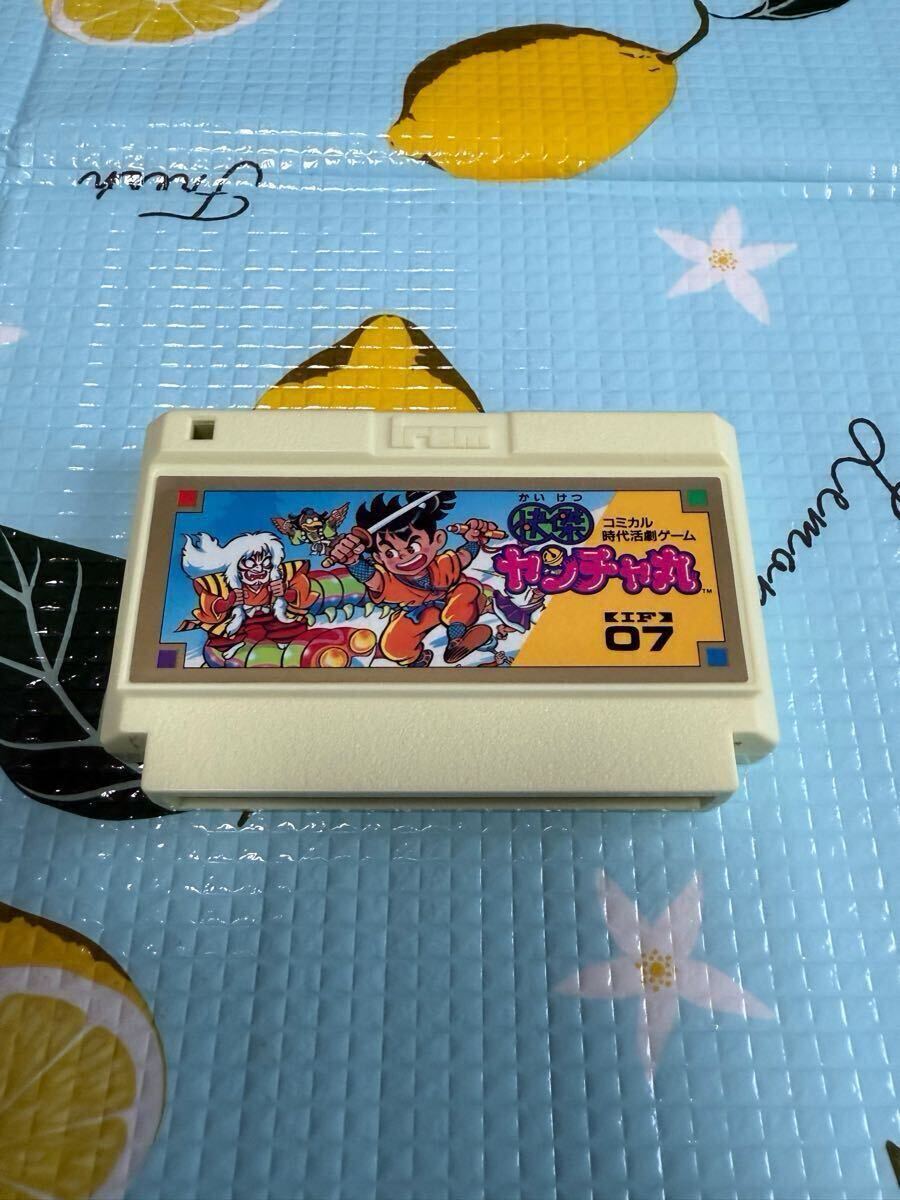 Fresh
irem
かいけつ
快傑
コミカル
時代活劇ゲーム
ヤンチャ丸
TM
【IF】
07
Lemon